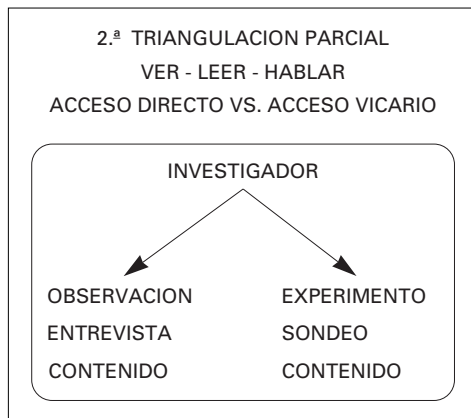 2.ª TRIANGULACION PARCIAL
VER - LEER - HABLAR
ACCESO DIRECTO VS. ACCESO VICARIO
INVESTIGADOR
OBSERVACION EXPERIMENTO
ENTREVISTA SONDEO
CONTENIDO CONTENIDO